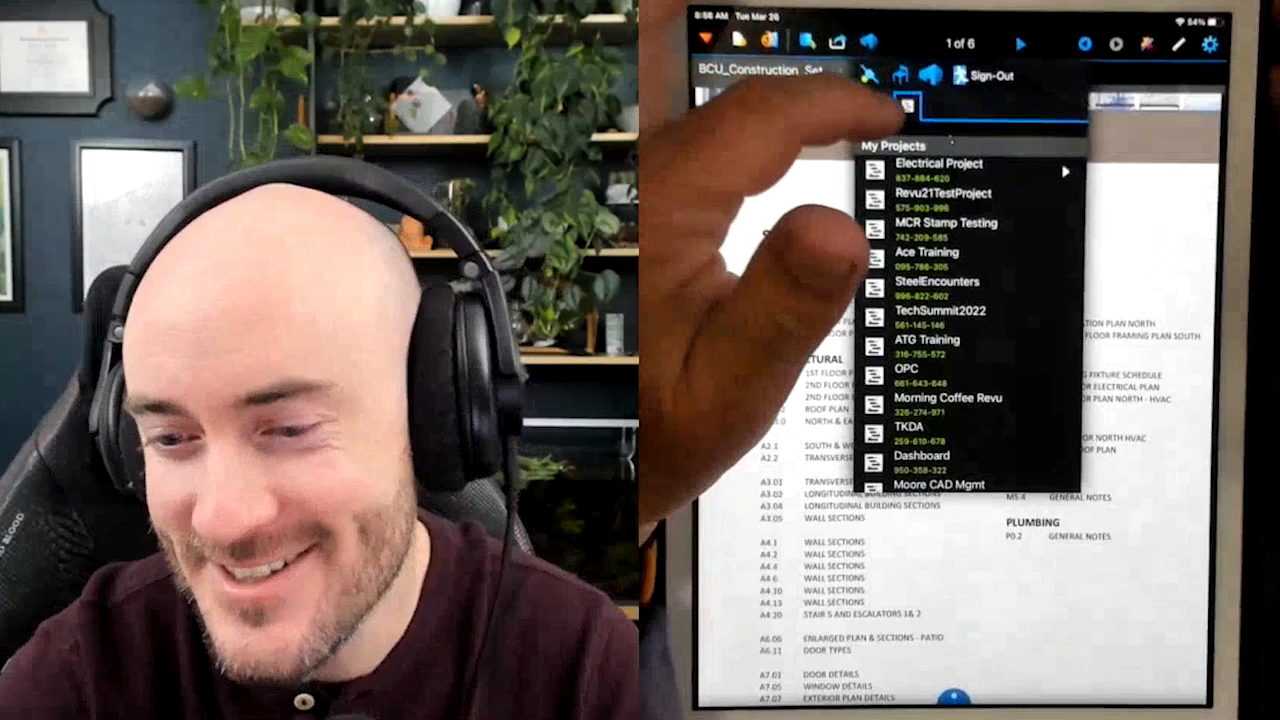 8:56 AM Tue Mar 26
54%
1 of 6
BCU_Construction_Set
Sign-Out
My Projects
Electrical Project
837-884-620
Revu21TestProject
575-903-996
MCR Stamp Testing
742-209-585
Ace Training
095-786-305
SteelEncounters
996-822-602
TechSummit2022
561-145-146
ATG Training
316-755-572
OPC
661-643-648
Morning Coffee Revu
326-274-971
TKDA
259-610-678
Dashboard
950-358-322
Moore CAD Mgmt
TURAL
1ST FLOOR P
2ND FLOOR
2ND FLOOR
ROOF PLAN
NORTH & EA
A2.1 SOUTH & WE
A2.2 TRANSVERSE
A3.01 TRANSVERSE
A3.02 LONGITUDINAL BUILDING SECTIONS
A3.04 LONGITUDINAL BUILDING SECTIONS
A3.05 WALL SECTIONS
A4.1 WALL SECTIONS
A4.2 WALL SECTIONS
A4.4 WALL SECTIONS
A4.6 WALL SECTIONS
A4.10 WALL SECTIONS
A4.13 WALL SECTIONS
A4.20 STAIR 5 AND ESCALATORS 1& 2
A6.06 ENLARGED PLAN & SECTIONS - PATIO
A6.11 DOOR TYPES
A7.01 DOOR DETAILS
A7.05 WINDOW DETAILS
A7.07 EXTERIOR PLAN DETAILS
TION PLAN NORTH
FLOOR FRAMING PLAN SOUTH
G FIXTURE SCHEDULE
OR ELECTRICAL PLAN
R PLAN NORTH - HVAC
OR NORTH HVAC
OF PLAN
M5.4 GENERAL NOTES
PLUMBING
P0.2 GENERAL NOTES
BLOOD